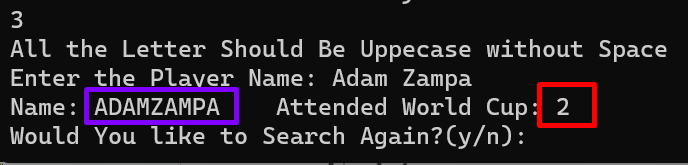 3
All the Letter Should Be Uppecase without Space
Enter the Player Name: Adam Zampa
Name: ADAMZAMPA Attended World Cup: 2
Would You like to Search Again?(y/n):